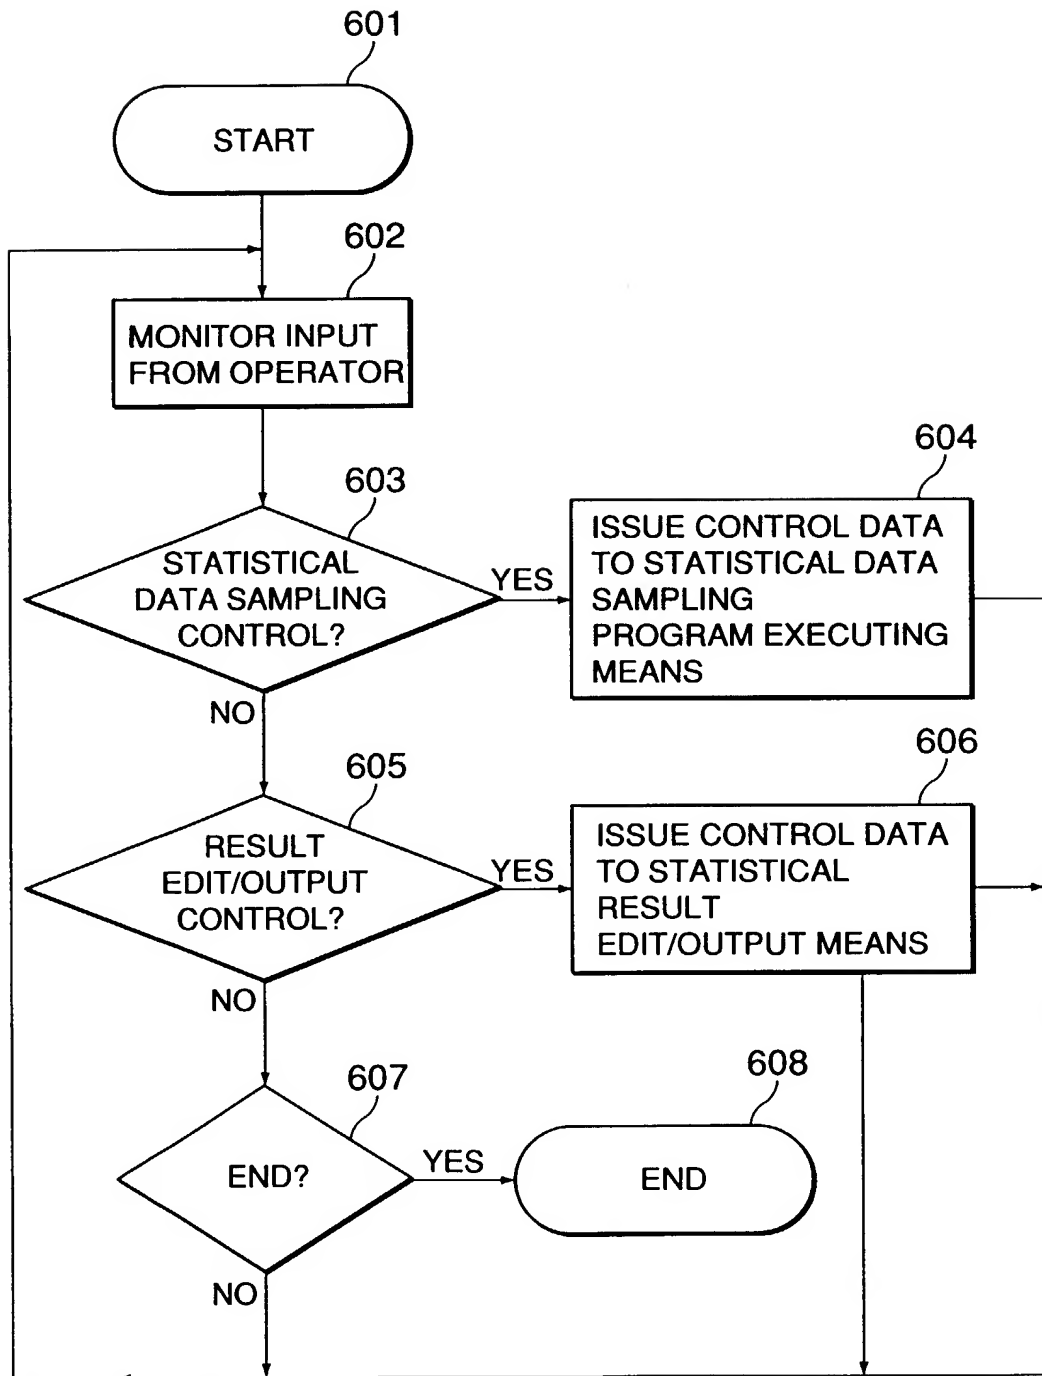 601
START
602
MONITOR INPUT
FROM OPERATOR
603
STATISTICAL
DATA SAMPLING
CONTROL?
YES
NO
604
ISSUE CONTROL DATA
TO STATISTICAL DATA
SAMPLING
PROGRAM EXECUTING
MEANS
605
RESULT
EDIT/OUTPUT
CONTROL?
YES
NO
606
ISSUE CONTROL DATA
TO STATISTICAL
RESULT
EDIT/OUTPUT MEANS
607
END?
YES
NO
608
END